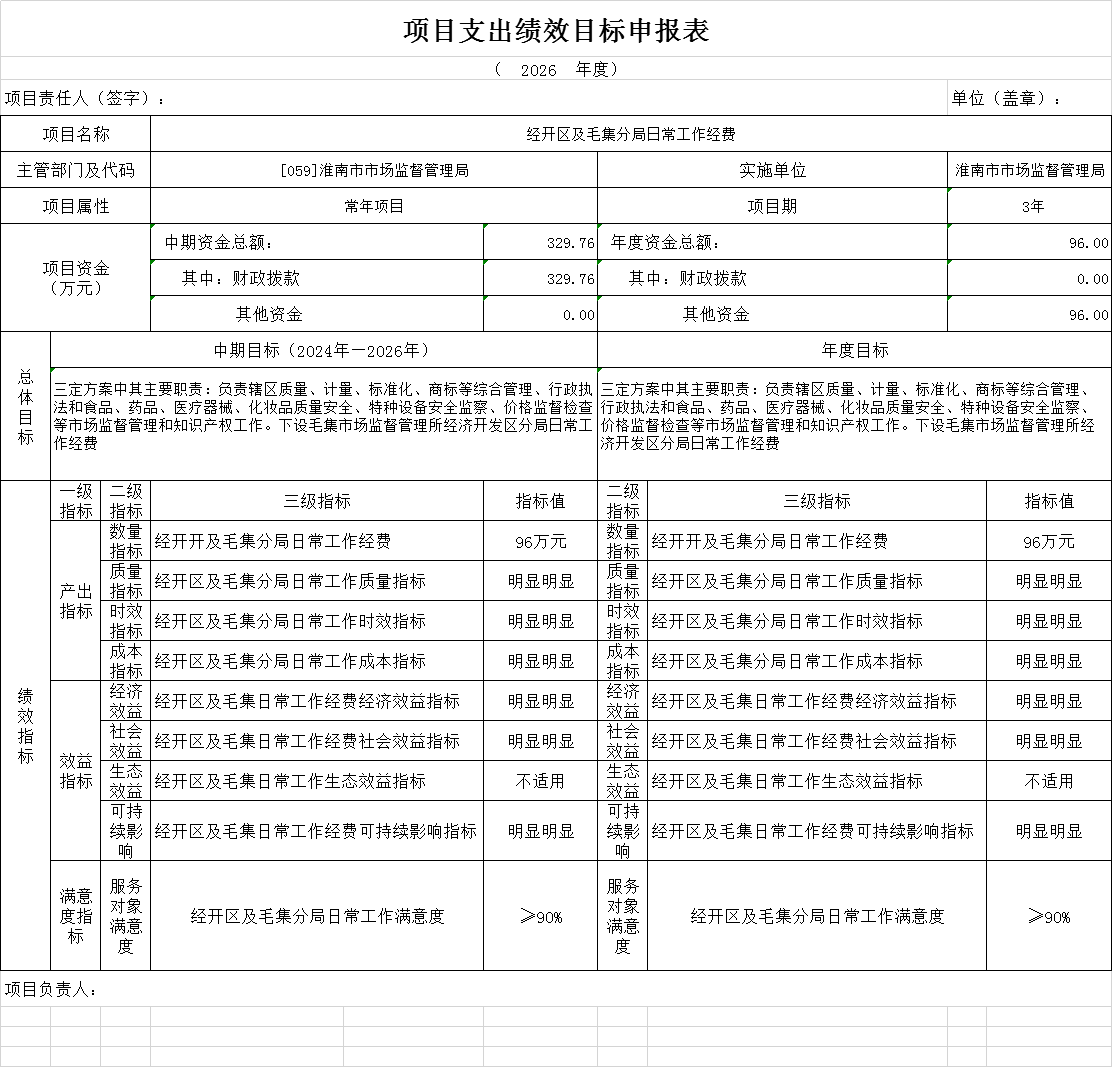 项目支出绩效目标申报表
（ 2026 年度）
项目责任人（签字）： 单位（盖章）：
项目名称 经开区及毛集分局日常工作经费
主管部门及代码 [059]淮南市市场监督管理局 实施单位 淮南市市场监督管理局
项目属性 常年项目 项目期 3年
项目资金
（万元）
中期资金总额： 329.76 年度资金总额： 96.00
其中：财政拨款 329.76 其中：财政拨款 0.00
其他资金 0.00 其他资金 96.00
总体目标
中期目标（2024年—2026年） 年度目标
三定方案中其主要职责：负责辖区质量、计量、标准化、商标等综合管理、行政执
法和食品、药品、医疗器械、化妆品质量安全、特种设备安全监察、价格监督检查
等市场监督管理和知识产权工作。下设毛集市场监督管理所经济开发区分局日常工
作经费
三定方案中其主要职责：负责辖区质量、计量、标准化、商标等综合管理、
行政执法和食品、药品、医疗器械、化妆品质量安全、特种设备安全监察、
价格监督检查等市场监督管理和知识产权工作。下设毛集市场监督管理所经
济开发区分局日常工作经费
绩效指标
一级指标 二级指标 三级指标 指标值 二级指标 三级指标 指标值
产出指标
数量指标 经开开及毛集分局日常工作经费 96万元 数量指标 经开开及毛集分局日常工作经费 96万元
质量指标 经开区及毛集分局日常工作质量指标 明显明显 质量指标 经开区及毛集分局日常工作质量指标 明显明显
时效指标 经开区及毛集分局日常工作时效指标 明显明显 时效指标 经开区及毛集分局日常工作时效指标 明显明显
成本指标 经开区及毛集分局日常工作成本指标 明显明显 成本指标 经开区及毛集分局日常工作成本指标 明显明显
效益指标
经济效益 经开区及毛集日常工作经费经济效益指标 明显明显 经济效益 经开区及毛集日常工作经费经济效益指标 明显明显
社会效益 经开区及毛集日常工作经费社会效益指标 明显明显 社会效益 经开区及毛集日常工作经费社会效益指标 明显明显
生态效益 经开区及毛集日常工作生态效益指标 不适用 生态效益 经开区及毛集日常工作生态效益指标 不适用
可持续影响 经开区及毛集日常工作经费可持续影响指标 明显明显 可持续影响 经开区及毛集日常工作经费可持续影响指标 明显明显
满意度指标
服务对象满意度 经开区及毛集分局日常工作满意度 ≥90% 服务对象满意度 经开区及毛集分局日常工作满意度 ≥90%
项目负责人：